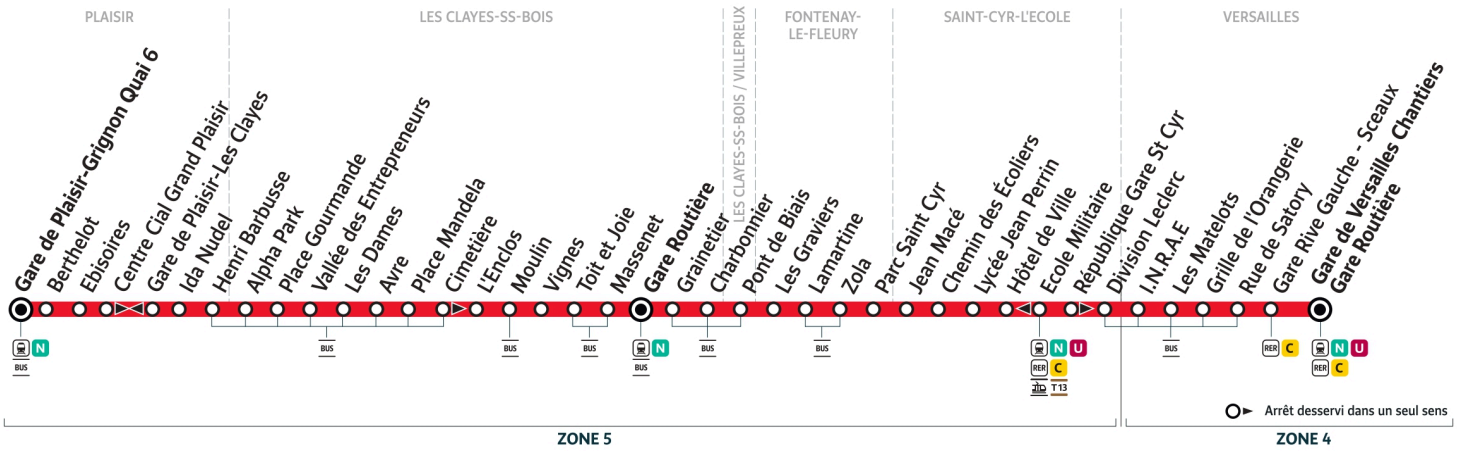 PLAISIR
LES CLAYES-SS-BOIS
LES CLAYES-SS-BOIS / VILLEPREUX
FONTENAY-
LE-FLEURY
SAINT-CYR-L'ECOLE
VERSAILLES
Gare de Plaisir-Grignon Quai 6
Berthelot
Ebisoires
Centre Cial Grand Plaisir
Gare de Plaisir-Les Clayes
Ida Nudel
Henri Barbusse
Alpha Park
Place Gourmande
Vallée des Entrepreneurs
Les Dames
Avre
Place Mandela
Cimetière
L'Enclos
Moulin
Vignes
Toit et Joie
Massenet
Gare Routière
Grainetier
Charbonnier
Pont de Biais
Les Graviers
Lamartine
Zola
Parc Saint Cyr
Jean Macé
Chemin des Écoliers
Lycée Jean Perrin
Hôtel de Ville
Ecole Militaire
République Gare St Cyr
Division Leclerc
I.N.R.A.E
Les Matelots
Grille de l'Orangerie
Rue de Satory
Gare Rive Gauche - Sceaux
Gare de Versailles Chantiers
Gare Routière
N
BUS
BUS
BUS
BUS
N
BUS
BUS
BUS
N U
RER C
T13
BUS
RER C
N U
RER C
Arrêt desservi dans un seul sens
ZONE 5
ZONE 4